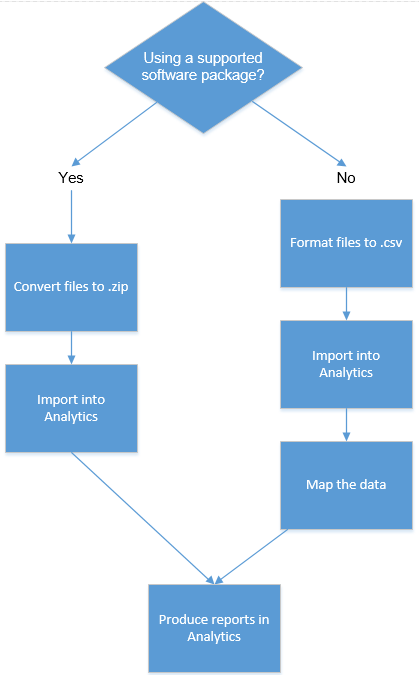 Using a supported
software package?
Yes
No
Format files to .csv
Convert files to .zip
Import into
Analytics
Import into
Analytics
Map the data
Produce reports in
Analytics